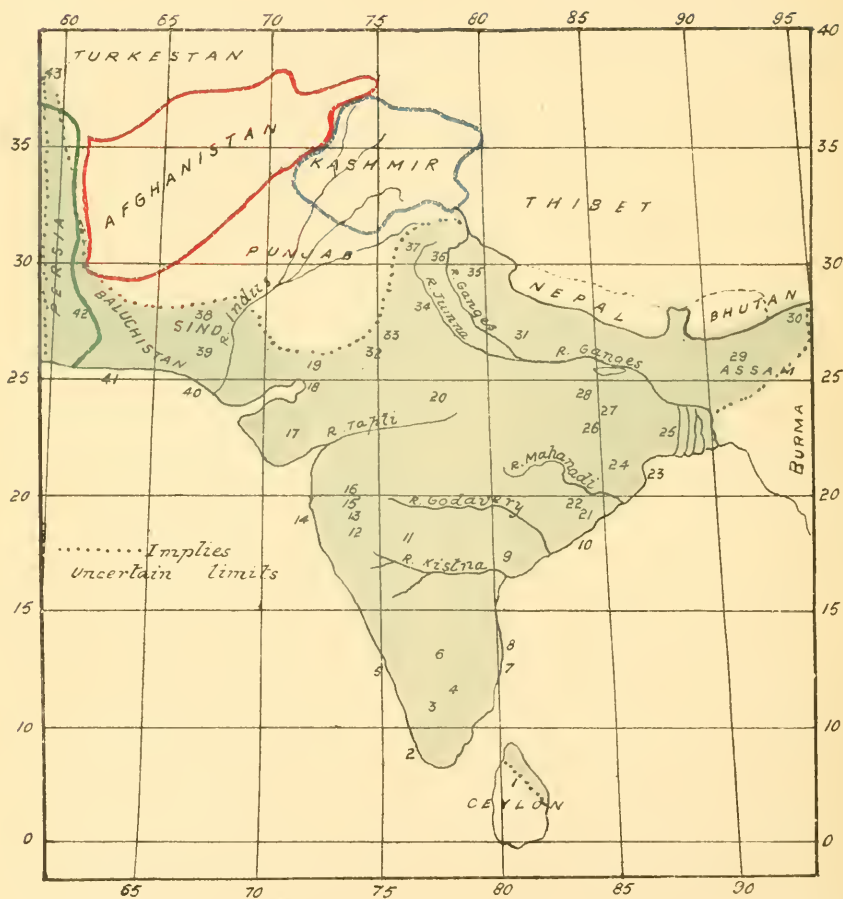 60 65 70 75 80 85 90
40 40
TURKESTAN
43
AFGHANISTAN
35 35
KASHMIR
THIBET
PERSIA
PUNJAB
37 36 35
30 30
NEPAL
BHUTAN
42
BALUCHISTAN
38
SIND
R. Indus
34
R. Jumna
R. Ganges
31
30
33
39
32
19
R. Ganges
29
ASSAM
25 25
41
40
18
20
28
27
17
R. Tapti
26
25
BURMA
24
23
R. Mahanadi
20 20
16
15
14
13
12
R. Godavery
22
21
11
10
9
R. Kistna
.......... Implies
Uncertain limits
15 15
8
6
7
5
4
3
10 10
2
1
CEYLON
0 0
65 70 75 80 85 90